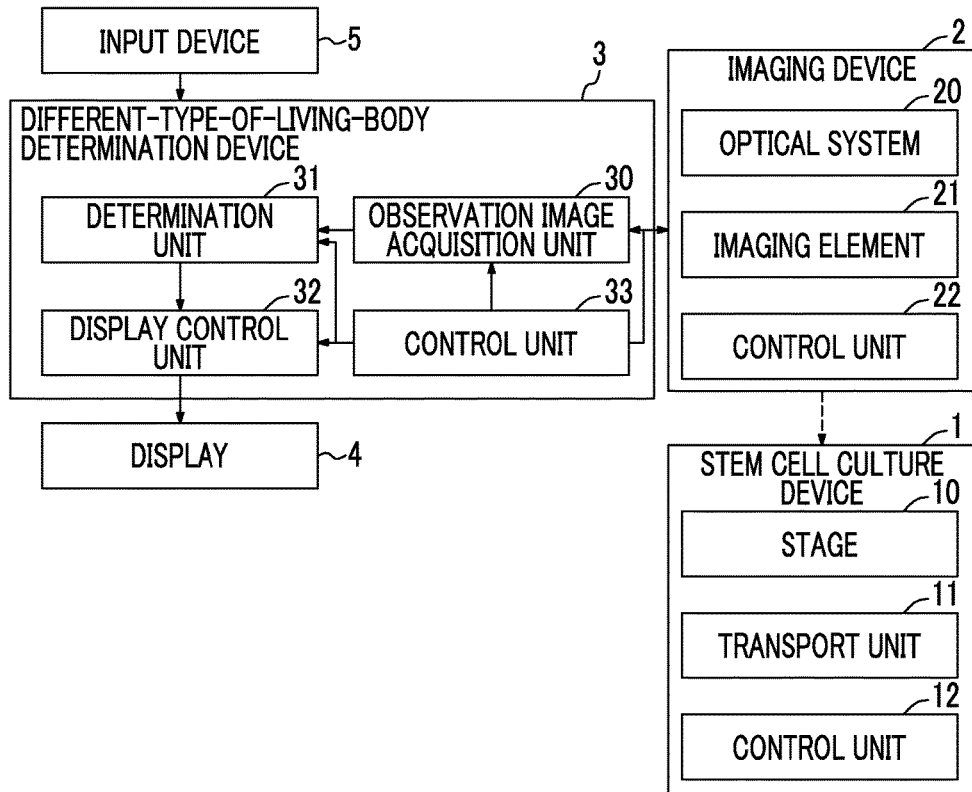 INPUT DEVICE
5
3
DIFFERENT-TYPE-OF-LIVING-BODY
DETERMINATION DEVICE
31
DETERMINATION
UNIT
30
OBSERVATION IMAGE
ACQUISITION UNIT
32
DISPLAY CONTROL
UNIT
33
CONTROL UNIT
DISPLAY
4
2
IMAGING DEVICE
20
OPTICAL SYSTEM
21
IMAGING ELEMENT
22
CONTROL UNIT
1
STEM CELL CULTURE
DEVICE
10
STAGE
11
TRANSPORT UNIT
12
CONTROL UNIT